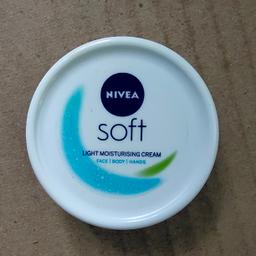 NIVEA
soft
LIGHT MOISTURISING CREAM
FACE | BODY | HANDS